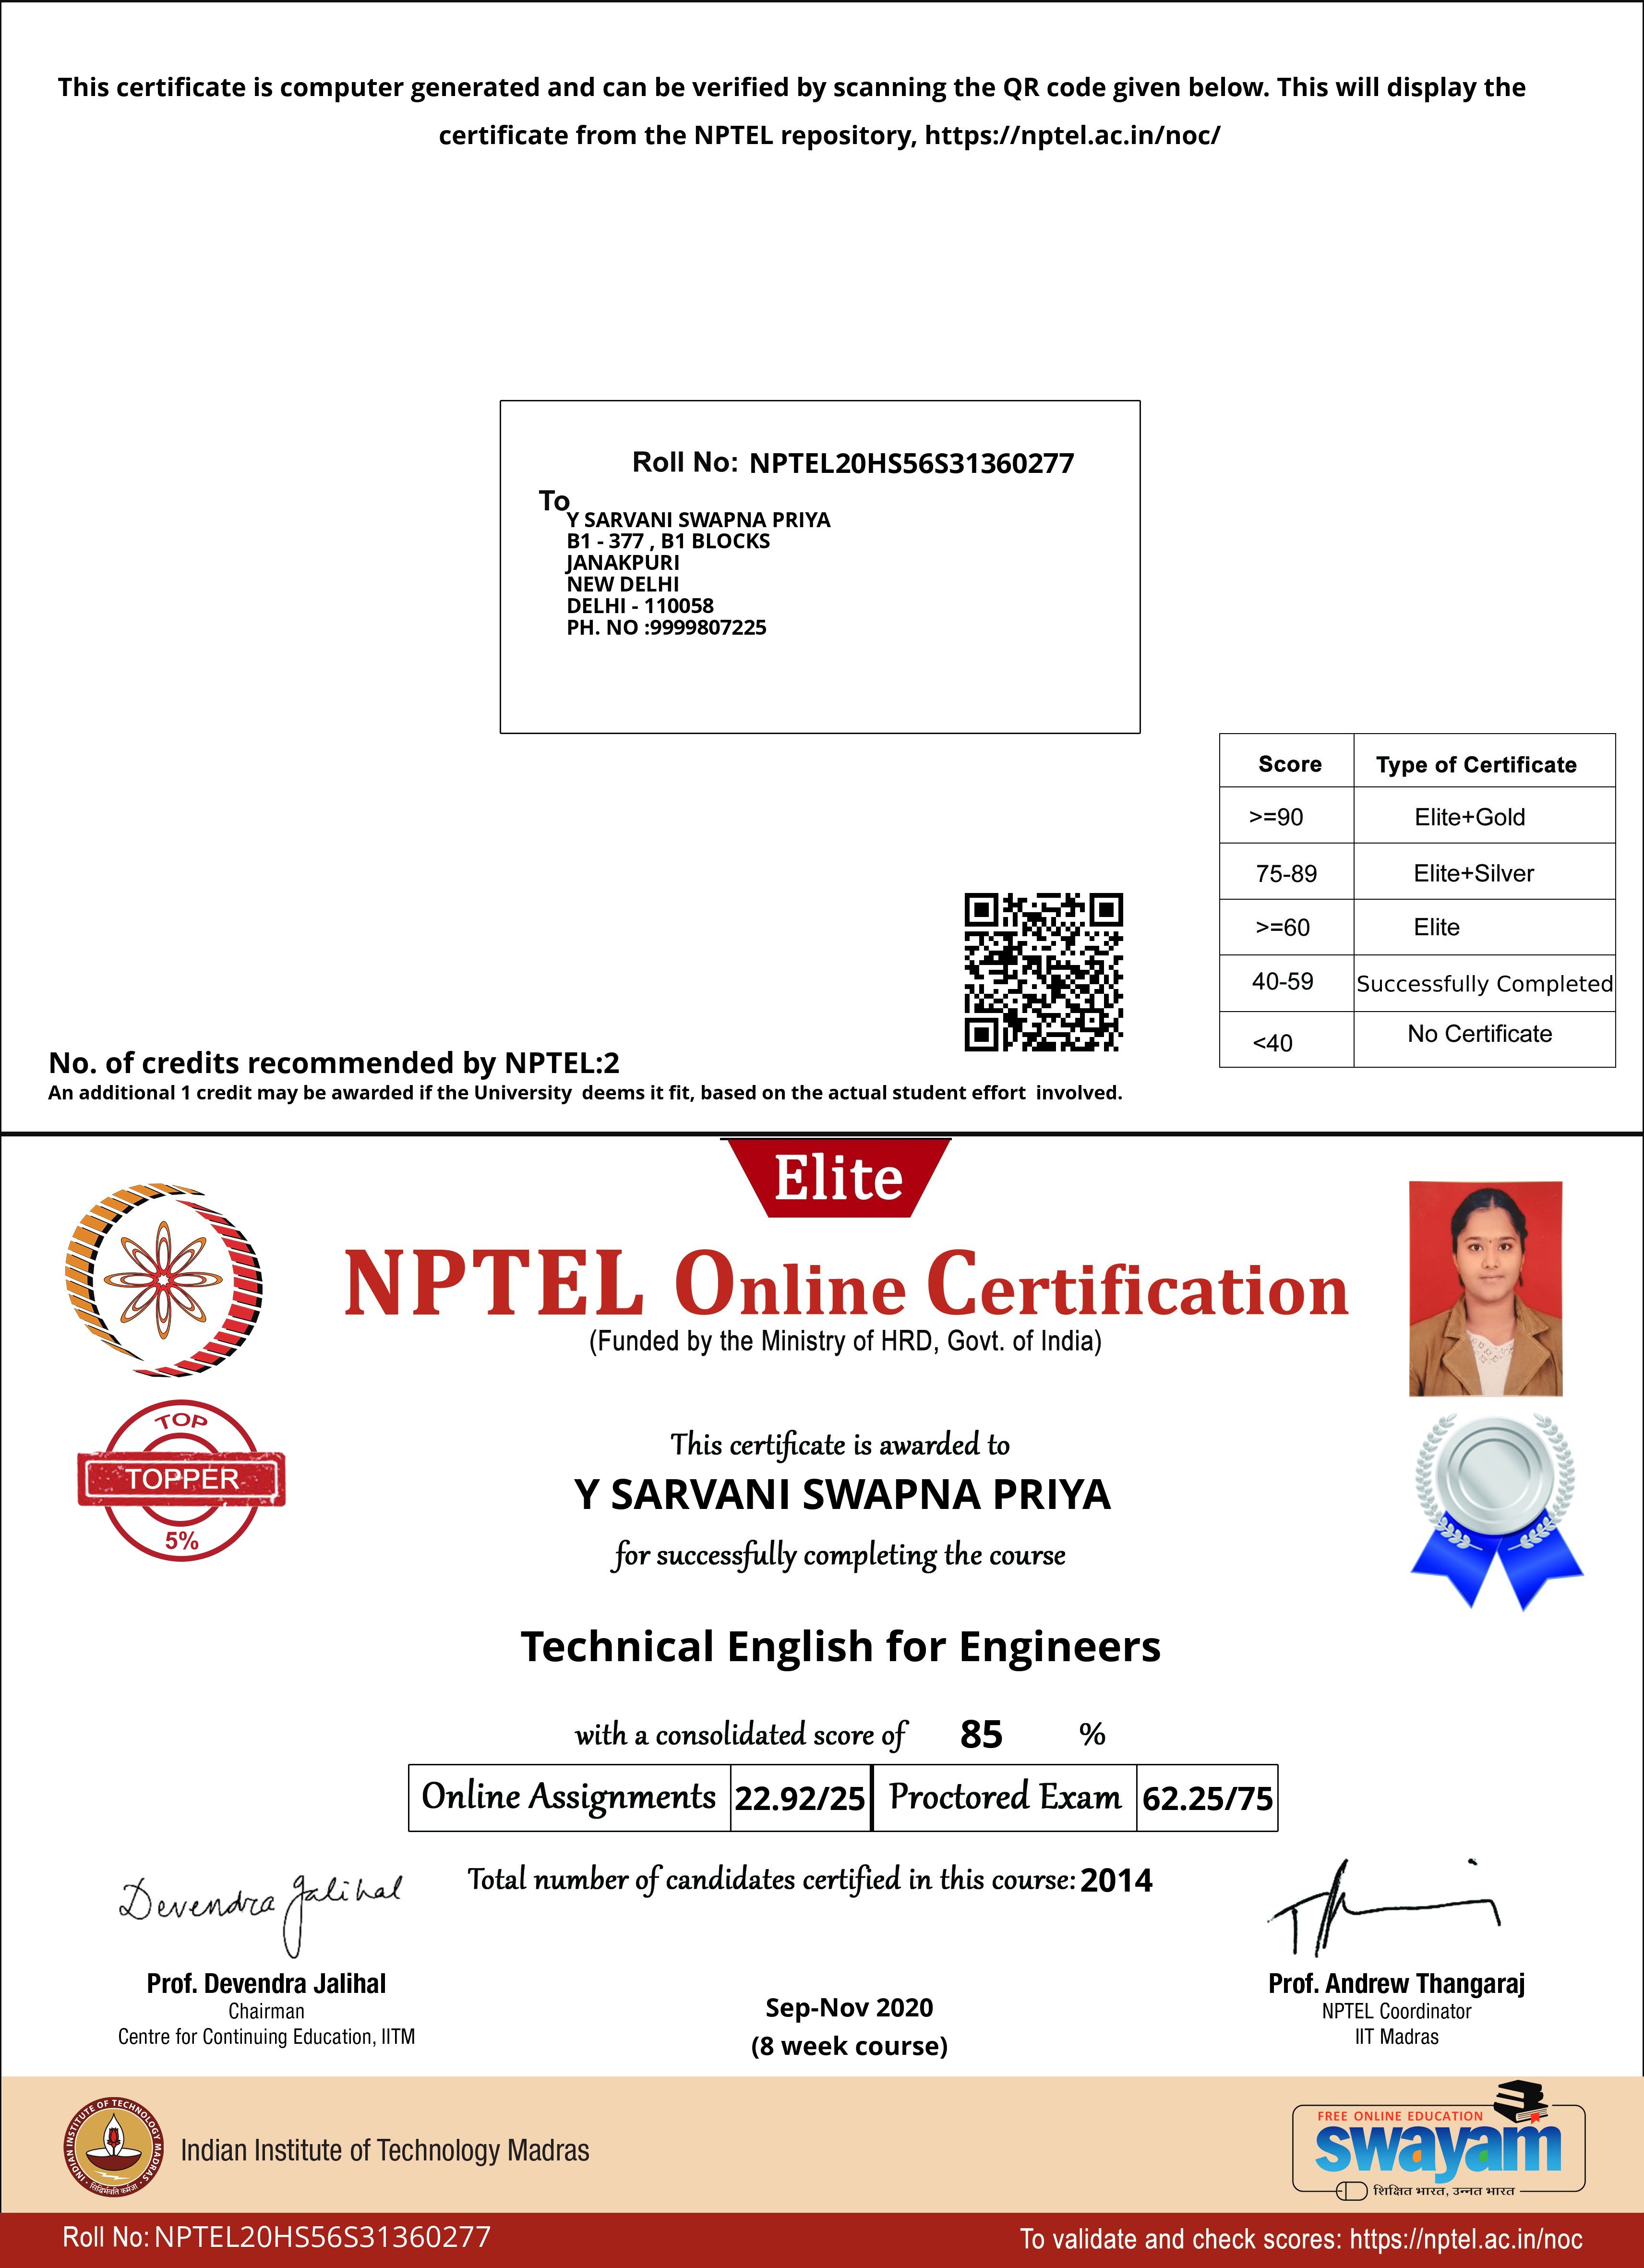 This certificate is computer generated and can be verified by scanning the QR code given below. This will display the
certificate from the NPTEL repository, https://nptel.ac.in/noc/
Roll No: NPTEL20HS56S31360277
To
Y SARVANI SWAPNA PRIYA
B1 - 377 , B1 BLOCKS
JANAKPURI
NEW DELHI
DELHI - 110058
PH. NO :9999807225
Score Type of Certificate
>=90 Elite+Gold
75-89 Elite+Silver
>=60 Elite
40-59 Successfully Completed
<40 No Certificate
No. of credits recommended by NPTEL:2
An additional 1 credit may be awarded if the University deems it fit, based on the actual student effort involved.
Elite
NPTEL Online Certification
(Funded by the Ministry of HRD, Govt. of India)
TOP
TOPPER
5%
This certificate is awarded to
Y SARVANI SWAPNA PRIYA
for successfully completing the course
Technical English for Engineers
with a consolidated score of 85 %
Online Assignments 22.92/25 Proctored Exam 62.25/75
Total number of candidates certified in this course: 2014
Devendra Jalihal
Prof. Devendra Jalihal
Chairman
Centre for Continuing Education, IITM
Sep-Nov 2020
(8 week course)
Prof. Andrew Thangaraj
NPTEL Coordinator
IIT Madras
INDIAN INSTITUTE OF TECHNOLOGY MADRAS
सिद्धिर्भवति कर्मजा
Indian Institute of Technology Madras
FREE ONLINE EDUCATION
swayam
शिक्षित भारत, उन्नत भारत
Roll No: NPTEL20HS56S31360277
To validate and check scores: https://nptel.ac.in/noc